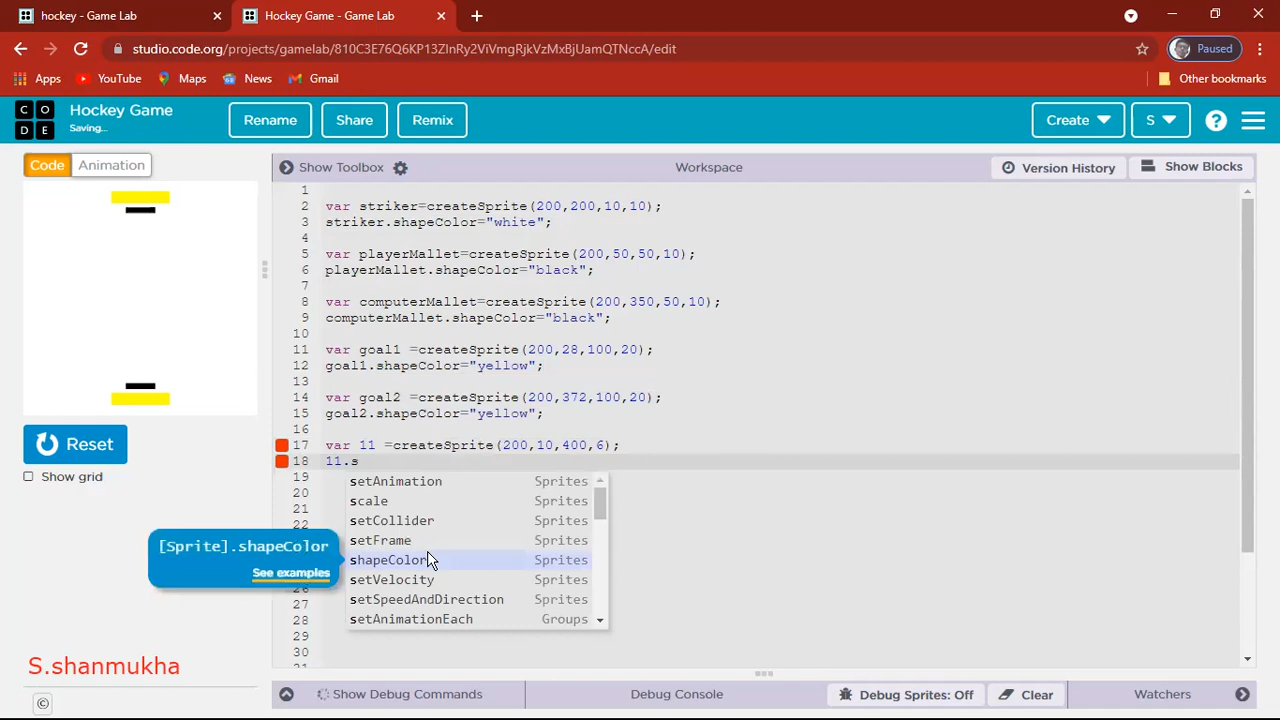 hockey - Game Lab
Hockey Game - Game Lab
studio.code.org/projects/gamelab/810C3E76Q6KP13ZInRy2ViVmgRjkVzMxBjUamQTNccA/edit
Paused
Apps
YouTube
Maps
News
Gmail
Other bookmarks
C O
D E
Hockey Game
Saving...
Rename
Share
Remix
Create
S
?
Code
Animation
Show Toolbox
Workspace
Version History
Show Blocks
1
2 var striker=createSprite(200,200,10,10);
3 striker.shapeColor="white";
4
5 var playerMallet=createSprite(200,50,50,10);
6 playerMallet.shapeColor="black";
7
8 var computerMallet=createSprite(200,350,50,10);
9 computerMallet.shapeColor="black";
10
11 var goal1 =createSprite(200,28,100,20);
12 goal1.shapeColor="yellow";
13
14 var goal2 =createSprite(200,372,100,20);
15 goal2.shapeColor="yellow";
16
17 var 11 =createSprite(200,10,400,6);
18 11.s
19
20
21
22
27
28
29
30
setAnimation Sprites
scale Sprites
setCollider Sprites
setFrame Sprites
shapeColor Sprites
setVelocity Sprites
setSpeedAndDirection Sprites
setAnimationEach Groups
[Sprite].shapeColor
See examples
Reset
Show grid
S.shanmukha
©
Show Debug Commands
Debug Console
Debug Sprites: Off
Clear
Watchers